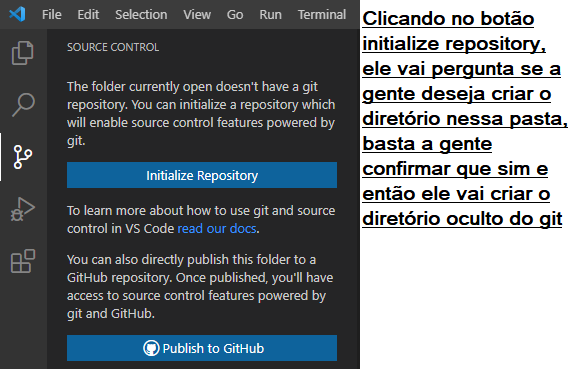 File Edit Selection View Go Run Terminal
SOURCE CONTROL
The folder currently open doesn't have a git
repository. You can initialize a repository which
will enable source control features powered by
git.
Initialize Repository
To learn more about how to use git and source
control in VS Code read our docs.
You can also directly publish this folder to a
GitHub repository. Once published, you'll have
access to source control features powered by
git and GitHub.
Publish to GitHub
Clicando no botão
initialize repository,
ele vai pergunta se a
gente deseja criar o
diretório nessa pasta,
basta a gente
confirmar que sim e
então ele vai criar o
diretório oculto do git